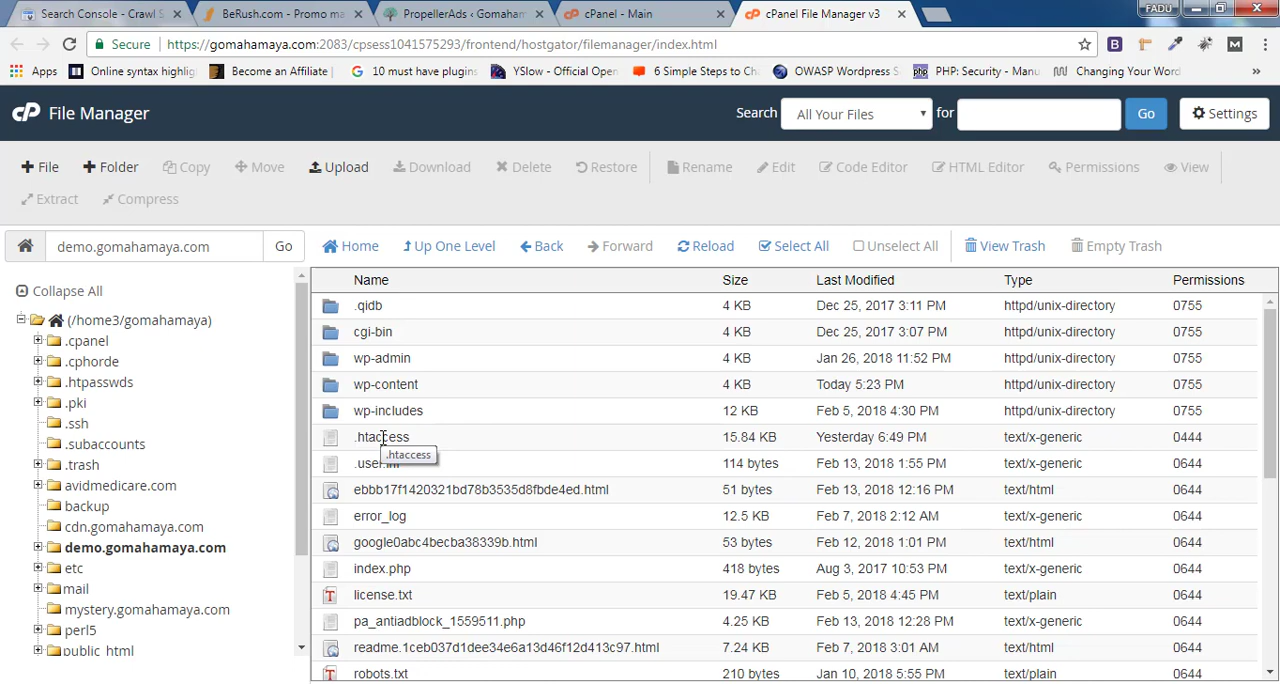 Search Console - Crawl S
BeRush.com - Promo ma
PropellerAds ‹ Gomaham
cPanel - Main
cPanel File Manager v3
FADU
Secure
https://gomahamaya.com:2083/cpsess1041575293/frontend/hostgator/filemanager/index.html
Apps
Online syntax highlig
Become an Affiliate
10 must have plugins
YSlow - Official Open
6 Simple Steps to Ch
OWASP Wordpress S
PHP: Security - Manu
Changing Your Word
cP File Manager
Search
All Your Files
for
Go
Settings
File
Folder
Copy
Move
Upload
Download
Delete
Restore
Rename
Edit
Code Editor
HTML Editor
Permissions
View
Extract
Compress
demo.gomahamaya.com
Go
Home
Up One Level
Back
Forward
Reload
Select All
Unselect All
View Trash
Empty Trash
Collapse All
(/home3/gomahamaya)
.cpanel
.cphorde
.htpasswds
.pki
.ssh
.subaccounts
.trash
avidmedicare.com
backup
cdn.gomahamaya.com
demo.gomahamaya.com
etc
mail
mystery.gomahamaya.com
perl5
public_html
Name Size Last Modified Type Permissions
.qidb 4 KB Dec 25, 2017 3:11 PM httpd/unix-directory 0755
cgi-bin 4 KB Dec 25, 2017 3:07 PM httpd/unix-directory 0755
wp-admin 4 KB Jan 26, 2018 11:52 PM httpd/unix-directory 0755
wp-content 4 KB Today 5:23 PM httpd/unix-directory 0755
wp-includes 12 KB Feb 5, 2018 4:30 PM httpd/unix-directory 0755
.htaccess 15.84 KB Yesterday 6:49 PM text/x-generic 0444
.htaccess
.user.ini 114 bytes Feb 13, 2018 1:55 PM text/x-generic 0644
ebbb17f1420321bd78b3535d8fbde4ed.html 51 bytes Feb 13, 2018 12:16 PM text/html 0644
error_log 12.5 KB Feb 7, 2018 2:12 AM text/x-generic 0644
google0abc4becba38339b.html 53 bytes Feb 12, 2018 1:01 PM text/html 0644
index.php 418 bytes Aug 3, 2017 10:53 PM text/x-generic 0644
license.txt 19.47 KB Feb 5, 2018 4:45 PM text/plain 0644
pa_antiadblock_1559511.php 4.25 KB Feb 13, 2018 12:28 PM text/x-generic 0644
readme.1ceb037d1dee34e6a13d46f12d413c97.html 7.24 KB Feb 7, 2018 3:01 AM text/html 0644
robots.txt 210 bytes Jan 10, 2018 5:55 PM text/plain 0644